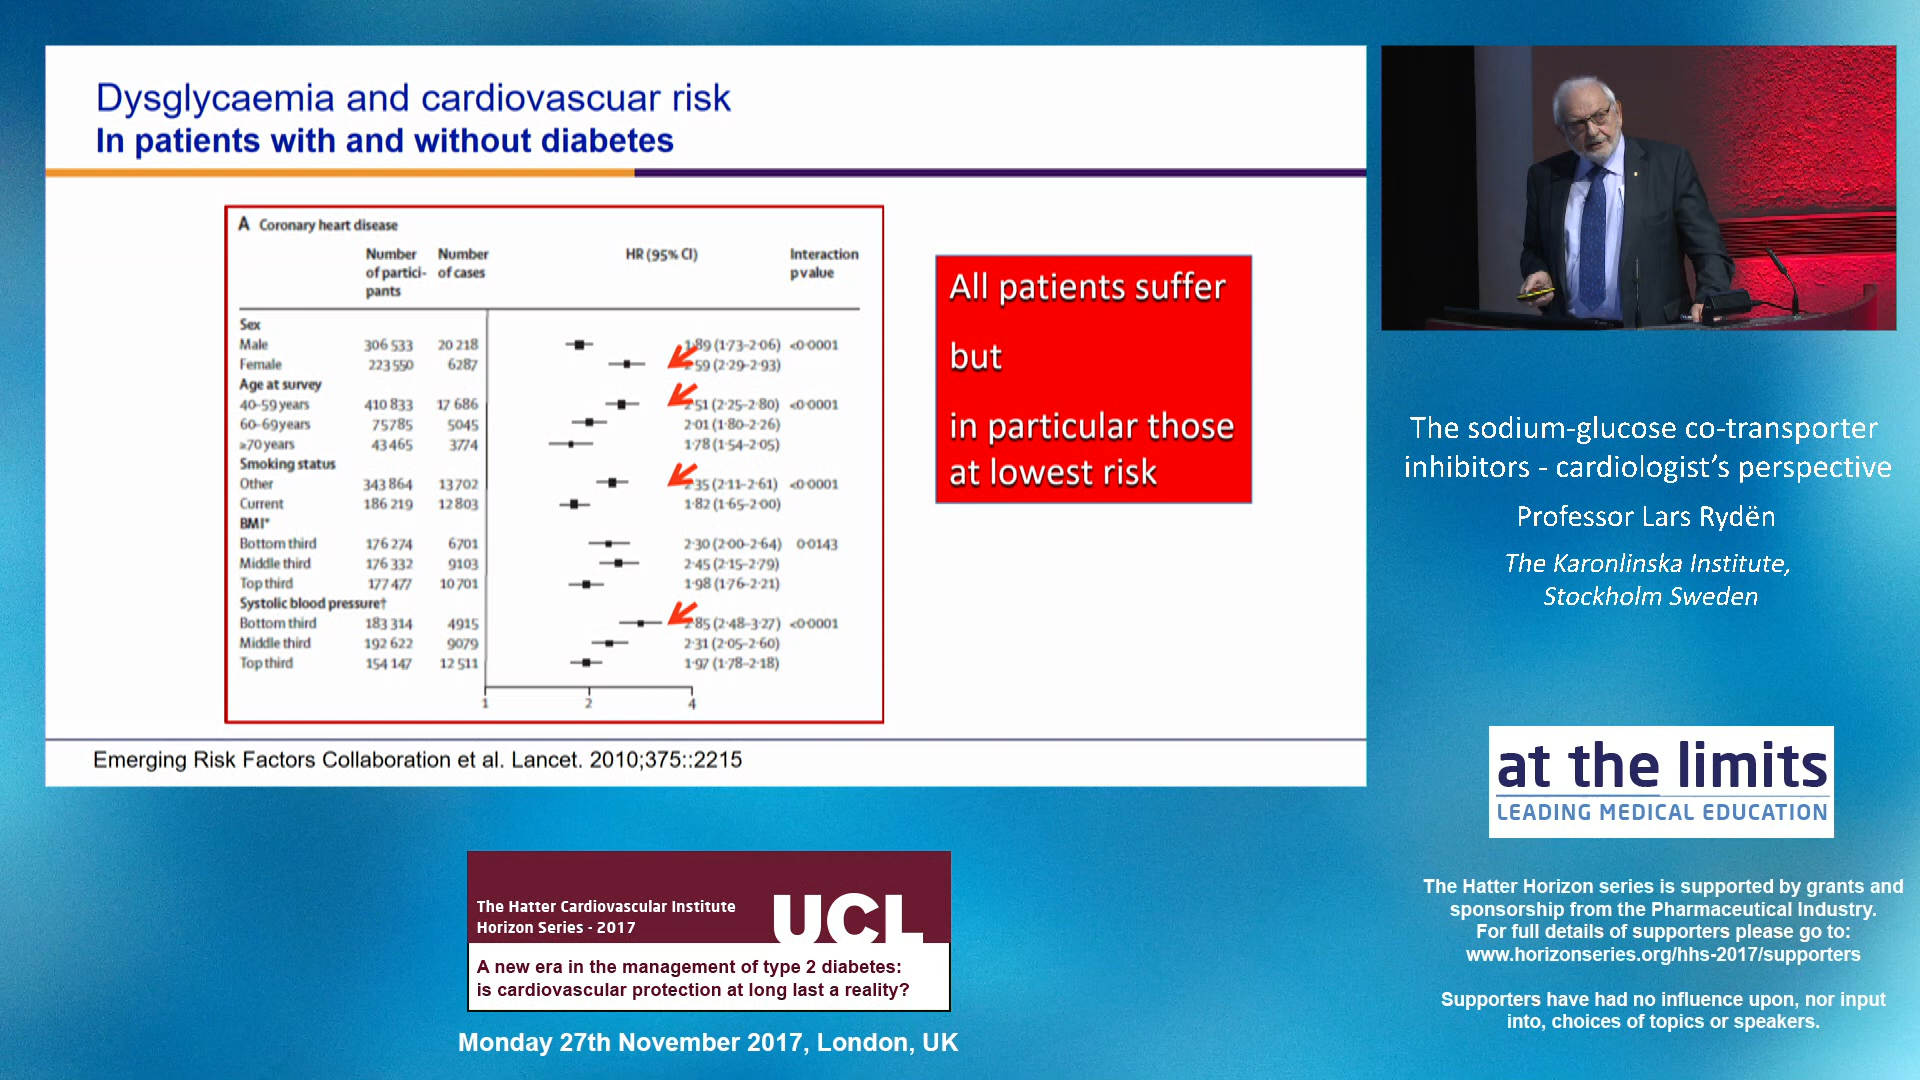 Dysglycaemia and cardiovascuar risk
In patients with and without diabetes
A Coronary heart disease
Number of partici- pants Number of cases HR (95% CI) Interaction p value
Sex
Male 306 533 20 218 1·89 (1·73–2·06) <0·0001
Female 223 550 6287 ·59 (2·29–2·93)
Age at survey
40–59 years 410 833 17 686 ·51 (2·25–2·80) <0·0001
60–69 years 75785 5045 2·01 (1·80–2·26)
≥70 years 43 465 3774 1·78 (1·54–2·05)
Smoking status
Other 343 864 13702 ·35 (2·11–2·61) <0·0001
Current 186 219 12 803 1·82 (1·65–2·00)
BMI*
Bottom third 176 274 6701 2·30 (2·00–2·64) 0·0143
Middle third 176 332 9103 2·45 (2·15–2·79)
Top third 177 477 10 701 1·98 (1·76–2·21)
Systolic blood pressure†
Bottom third 183 314 4915 ·85 (2·48–3·27) <0·0001
Middle third 192 622 9079 2·31 (2·05–2·60)
Top third 154 147 12 511 1·97 (1·78–2·18)
1 2 4
All patients suffer
but
in particular those
at lowest risk
Emerging Risk Factors Collaboration et al. Lancet. 2010;375::2215
The sodium-glucose co-transporter
inhibitors - cardiologist's perspective
Professor Lars Rydën
The Karonlinska Institute,
Stockholm Sweden
at the limits
LEADING MEDICAL EDUCATION
The Hatter Horizon series is supported by grants and
sponsorship from the Pharmaceutical Industry.
For full details of supporters please go to:
www.horizonseries.org/hhs-2017/supporters
Supporters have had no influence upon, nor input
into, choices of topics or speakers.
The Hatter Cardiovascular Institute
Horizon Series - 2017
UCL
A new era in the management of type 2 diabetes:
is cardiovascular protection at long last a reality?
Monday 27th November 2017, London, UK